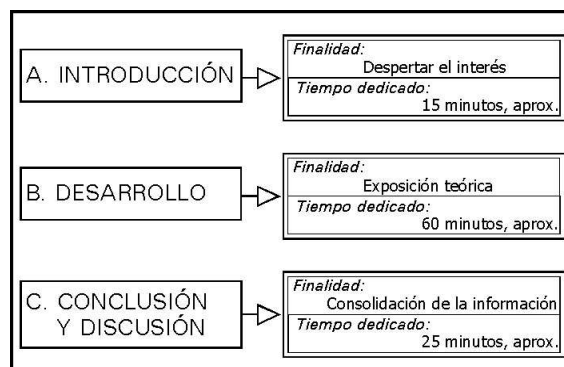 A. INTRODUCCIÓN
Finalidad:
Despertar el interés
Tiempo dedicado:
15 minutos, aprox.
B. DESARROLLO
Finalidad:
Exposición teórica
Tiempo dedicado:
60 minutos, aprox.
C. CONCLUSIÓN
Y DISCUSIÓN
Finalidad:
Consolidación de la información
Tiempo dedicado:
25 minutos, aprox.